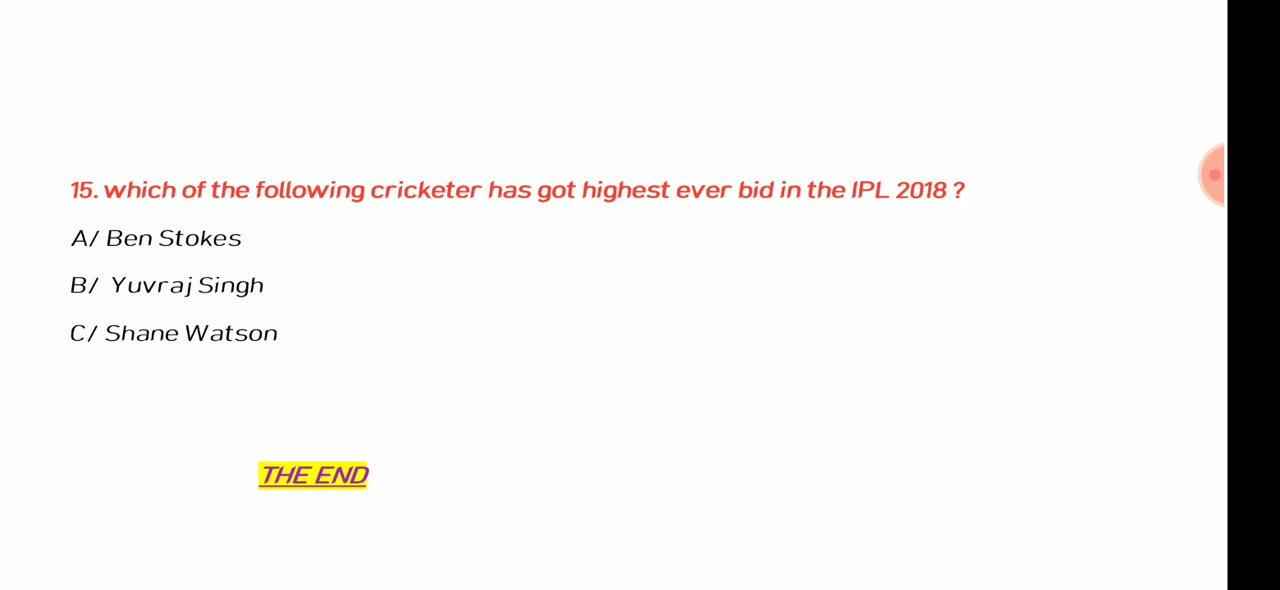 15. which of the following cricketer has got highest ever bid in the IPL 2018 ?
A/ Ben Stokes
B/ Yuvraj Singh
C/ Shane Watson
THE END